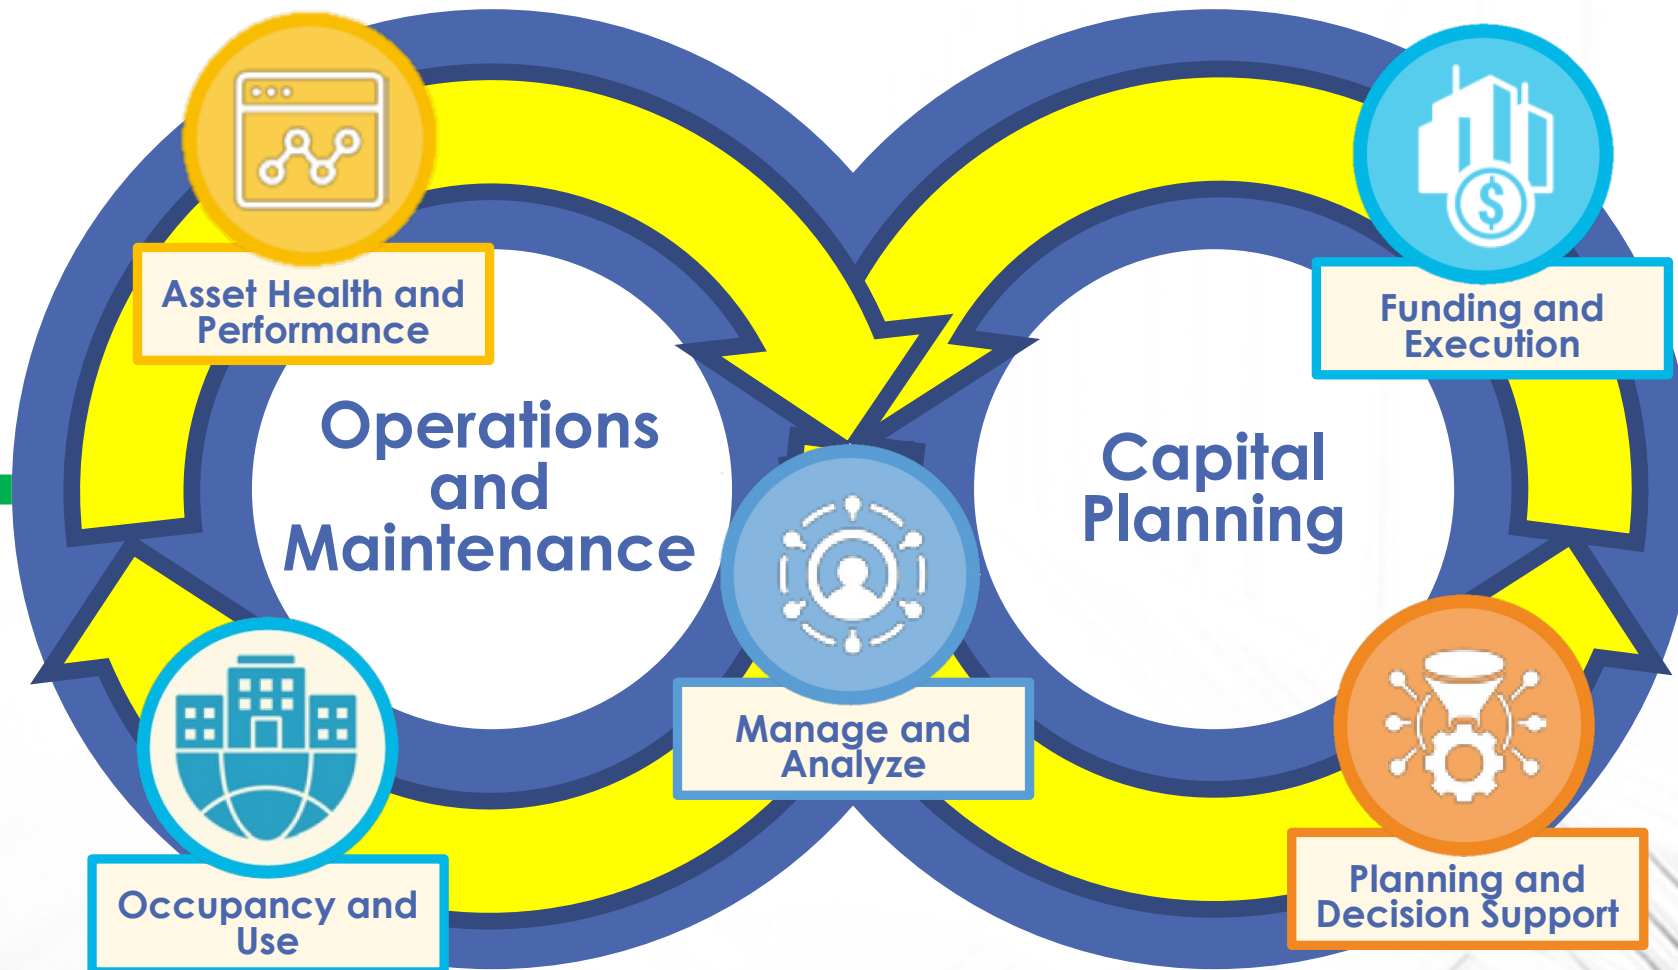 Asset Health and
Performance
Funding and
Execution
$
Operations
and
Maintenance
Capital
Planning
Manage and
Analyze
Occupancy and
Use
Planning and
Decision Support